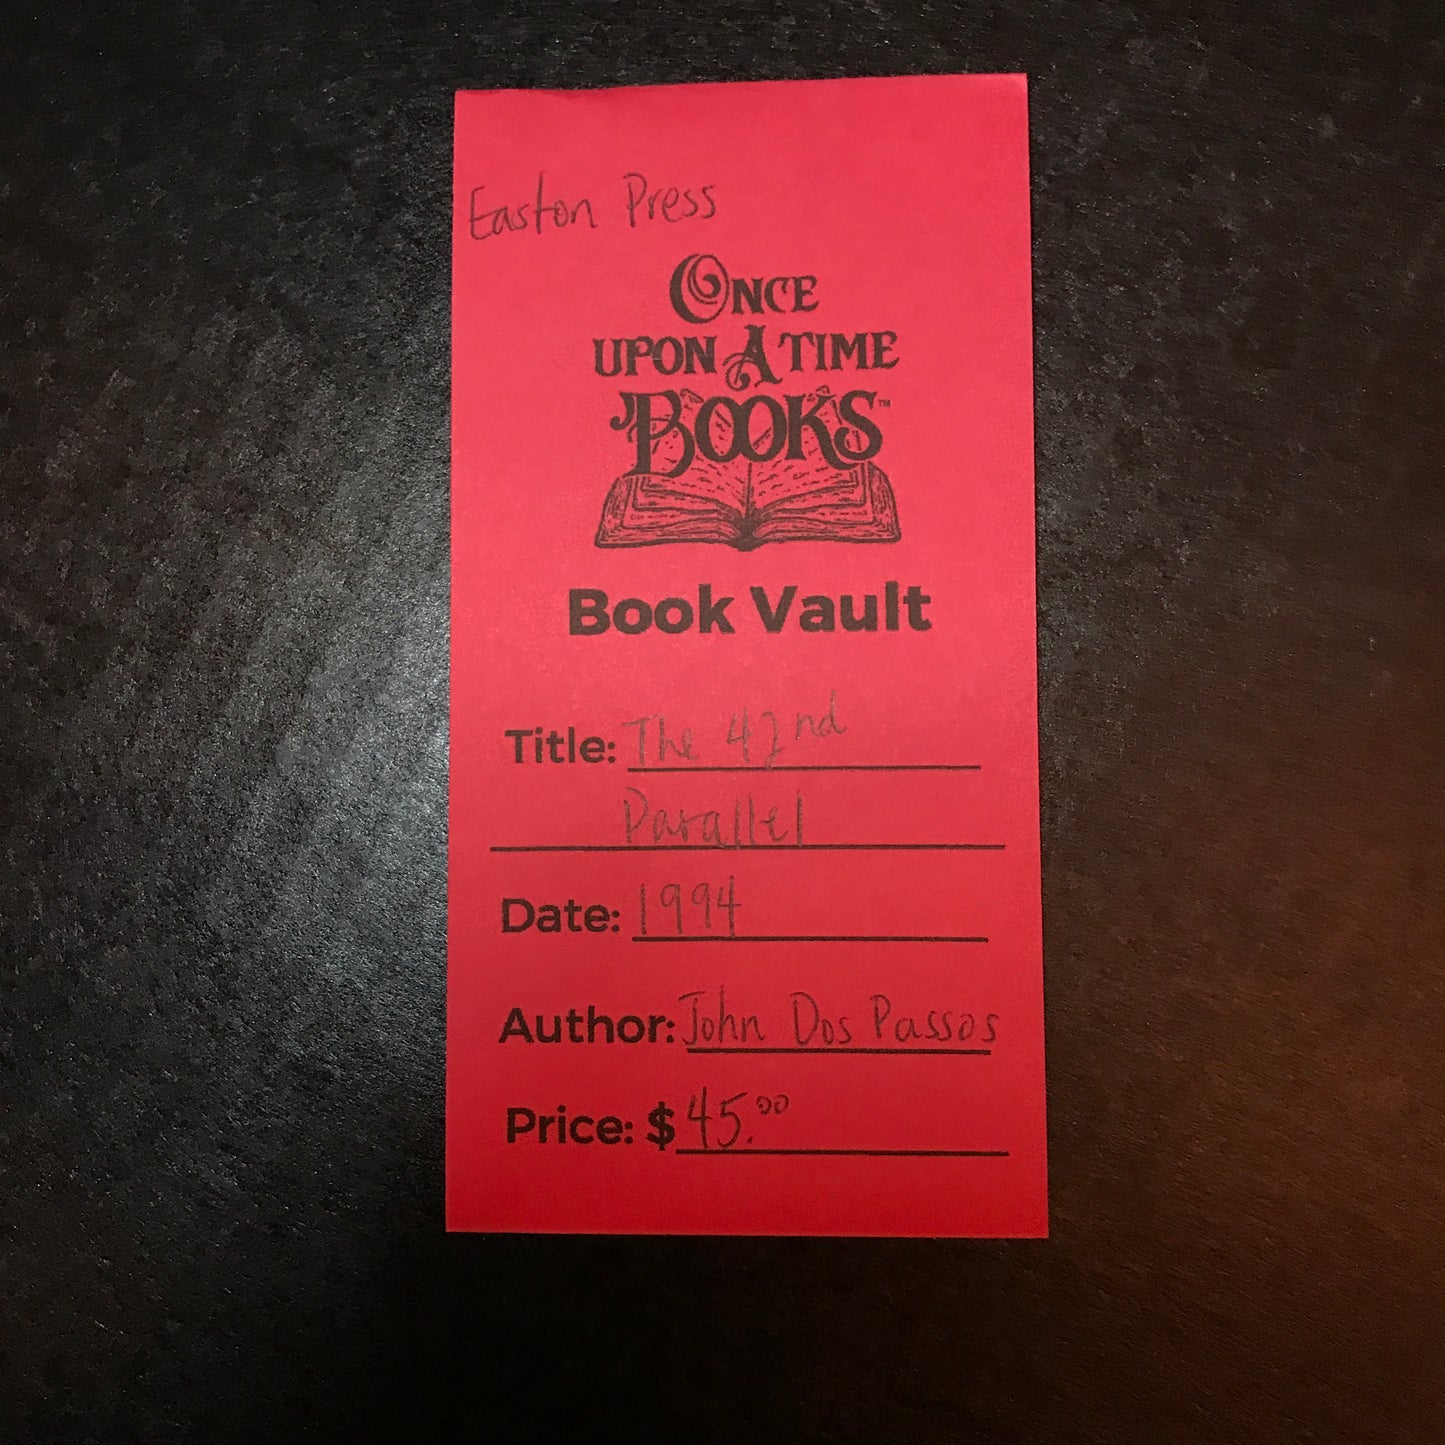 Easton Press
ONCE
UPON A TIME
BOOKS™
Book Vault
Title: The 42nd
Parallel
Date: 1994
Author: John Dos Passos
Price: $45.00